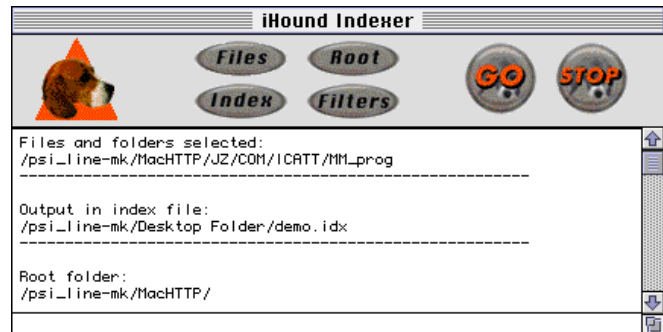 iHound Indexer
Files Root
Index Filters
GO STOP
Files and folders selected:
/psi_line-mk/MacHTTP/JZ/COM/ICATT/MM_prog
----------------------------------------------------------
Output in index file:
/psi_line-mk/Desktop Folder/demo.idx
----------------------------------------------------------
Root folder:
/psi_line-mk/MacHTTP/